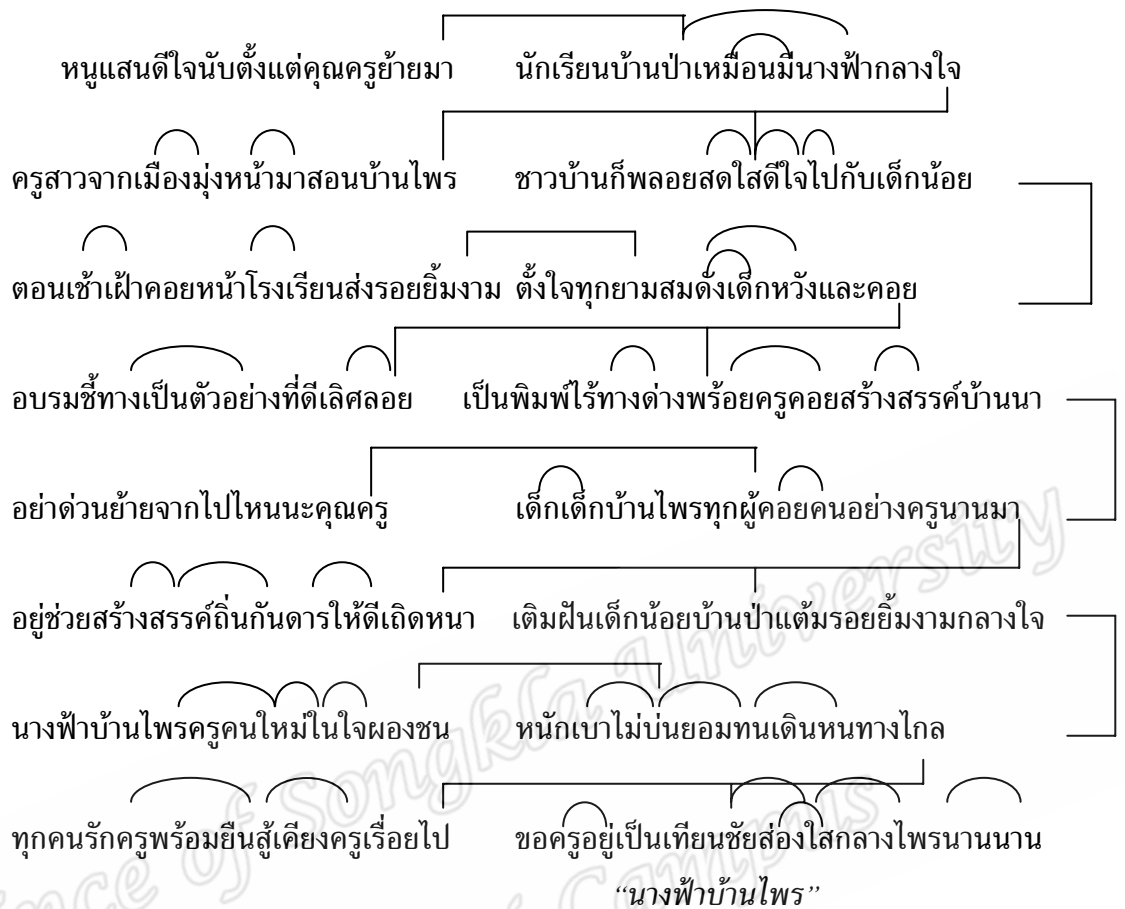 หนูแสนดีใจนับตั้งแต่คุณครูย้ายมา นักเรียนบ้านป่าเหมือนมีนางฟ้ากลางใจ
ครูสาวจากเมืองมุ่งหน้ามาสอนบ้านไพร ชาวบ้านก็พลอยสดใสดีใจไปกับเด็กน้อย
ตอนเช้าเฝ้าคอยหน้าโรงเรียนส่งรอยยิ้มงาม ตั้งใจทุกยามสมดังเด็กหวังและคอย
อบรมชี้ทางเป็นตัวอย่างที่ดีเลิศลอย เป็นพิมพ์ไร้ทางด่างพร้อยครูคอยสร้างสรรค์บ้านนา
อย่าด่วนย้ายจากไปไหนนะคุณครู เด็กเด็กบ้านไพรทุกผู้คอยคนอย่างครูนานมา
อยู่ช่วยสร้างสรรค์ถิ่นกันดารให้ดีเถิดหนา เติมฝันเด็กน้อยบ้านป่าแต้มรอยยิ้มงามกลางใจ
นางฟ้าบ้านไพรครูคนใหม่ในใจผองชน หนักเบาไม่บ่นยอมทนเดินหนทางไกล
ทุกคนรักครูพร้อมยืนสู้เคียงครูเรื่อยไป ขอครูอยู่เป็นเทียนชัยส่องใสกลางไพรนานนาน
“นางฟ้าบ้านไพร”
nce of Songkla University
Campus